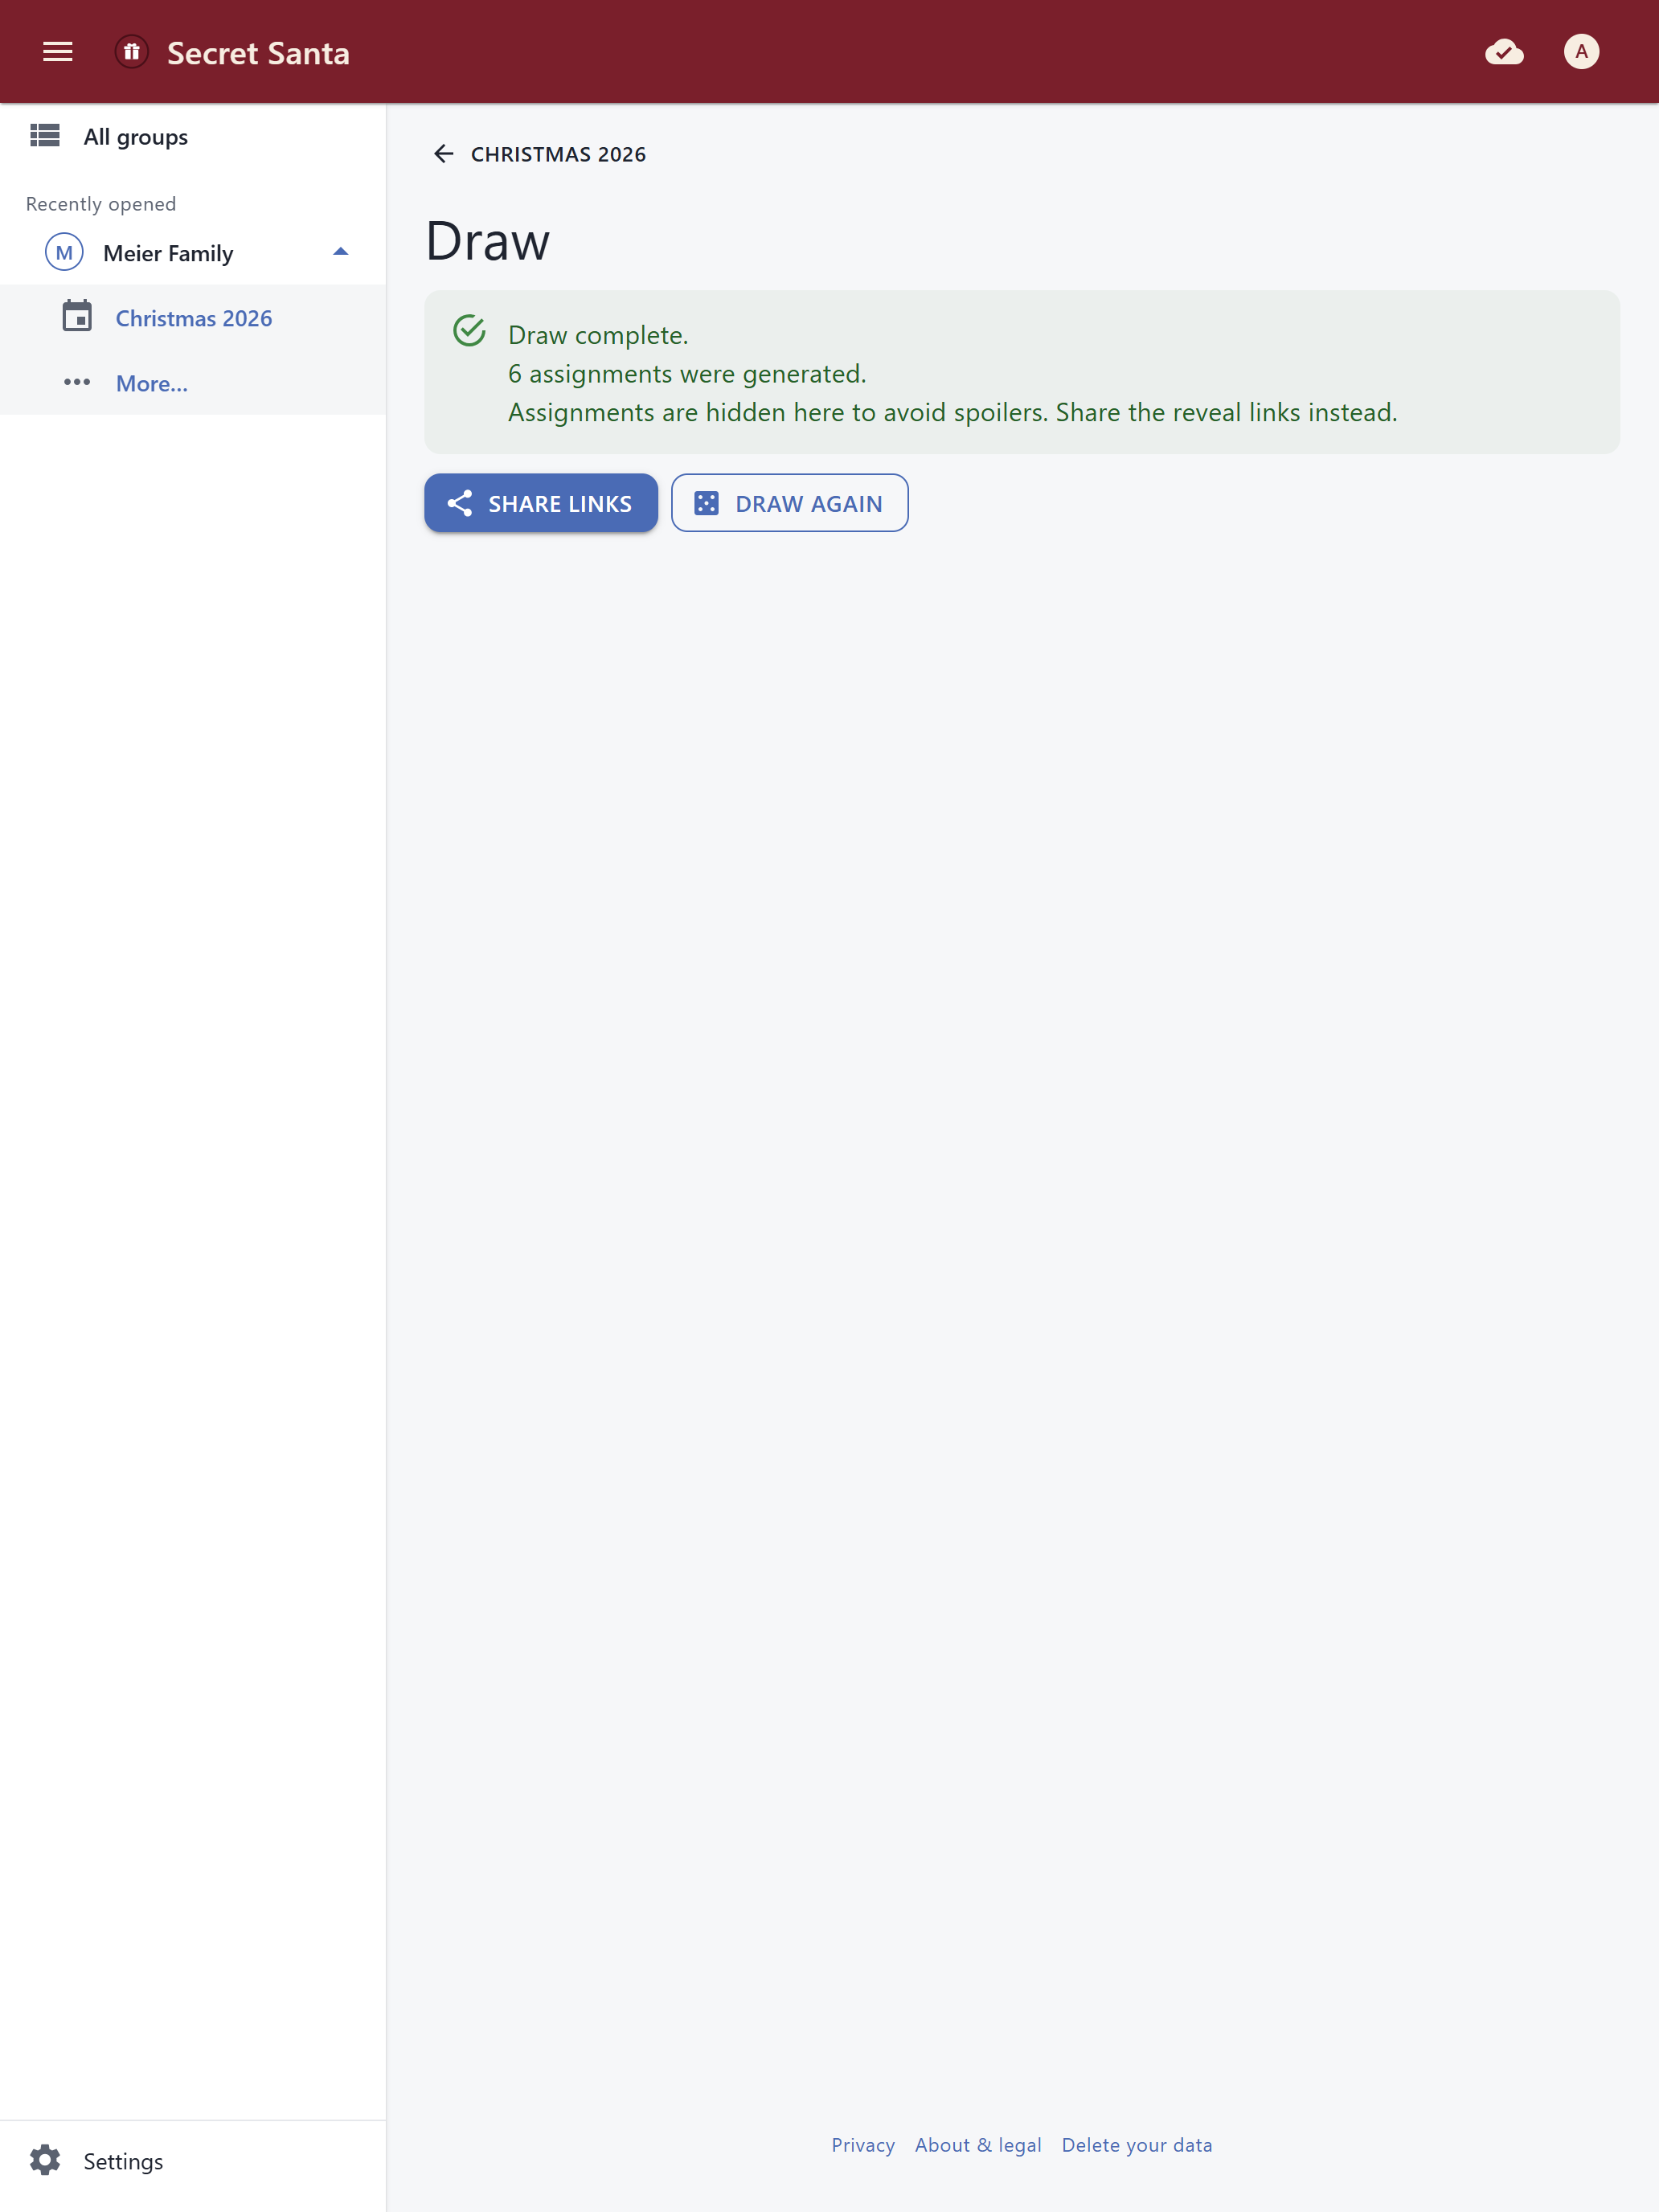 Secret Santa
A
All groups
Recently opened
M Meier Family
Christmas 2026
More...
CHRISTMAS 2026
Draw
Draw complete.
6 assignments were generated.
Assignments are hidden here to avoid spoilers. Share the reveal links instead.
SHARE LINKS
DRAW AGAIN
Settings
Privacy About & legal Delete your data